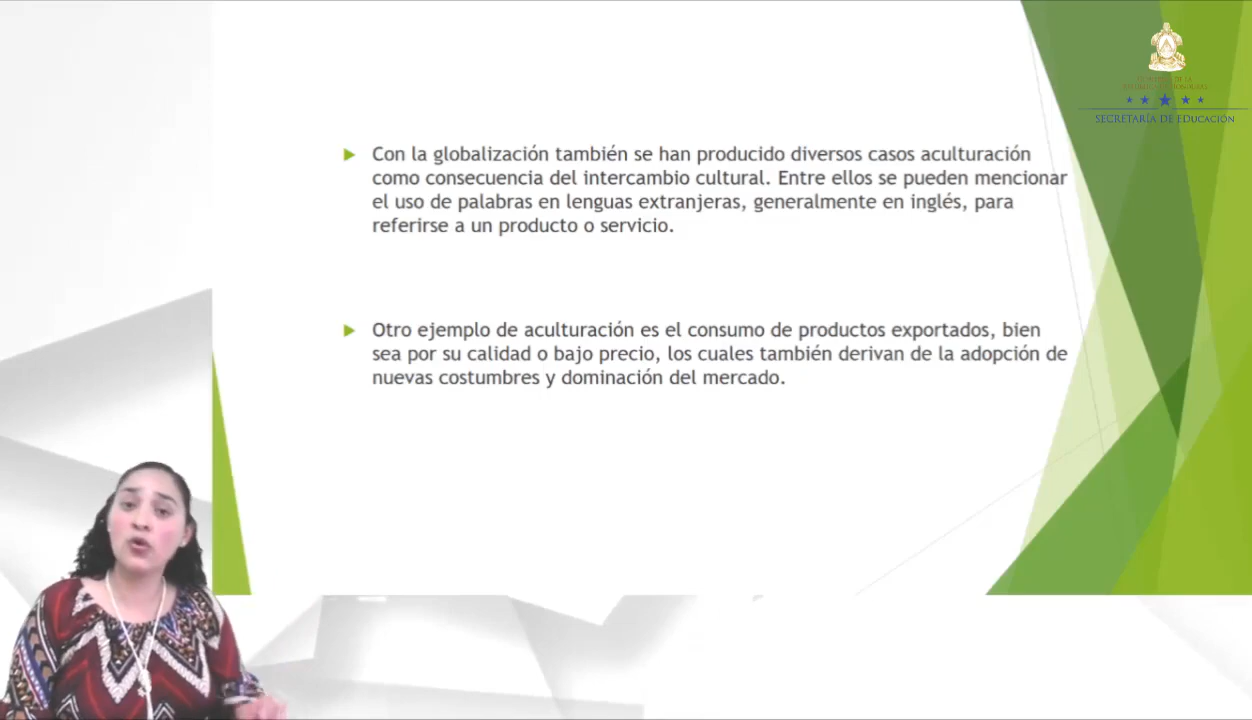 SECRETARÍA DE EDUCACIÓN
Con la globalización también se han producido diversos casos aculturación
como consecuencia del intercambio cultural. Entre ellos se pueden mencionar
el uso de palabras en lenguas extranjeras, generalmente en inglés, para
referirse a un producto o servicio.
Otro ejemplo de aculturación es el consumo de productos exportados, bien
sea por su calidad o bajo precio, los cuales también derivan de la adopción de
nuevas costumbres y dominación del mercado.